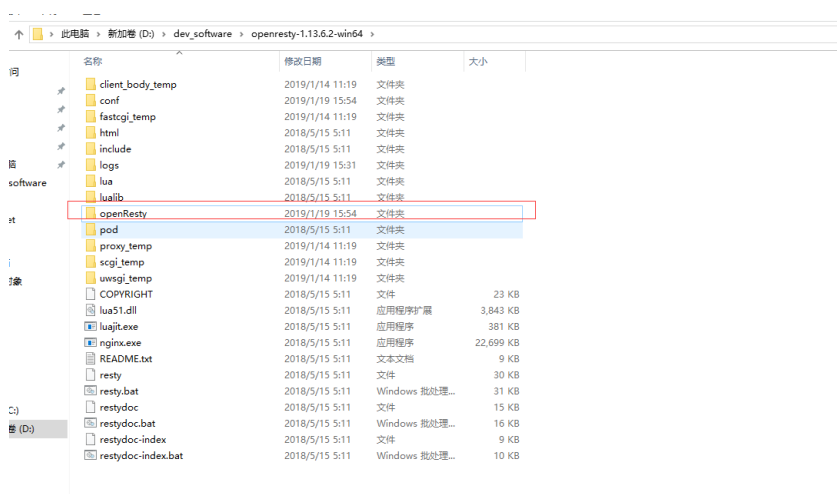 此电脑 › 新加卷 (D:) › dev_software › openresty-1.13.6.2-win64 ›
名称 修改日期 类型 大小
client_body_temp 2019/1/14 11:19 文件夹
conf 2019/1/19 15:54 文件夹
fastcgi_temp 2019/1/14 11:19 文件夹
html 2018/5/15 5:11 文件夹
include 2018/5/15 5:11 文件夹
logs 2019/1/19 15:31 文件夹
lua 2018/5/15 5:11 文件夹
software
lualib 2018/5/15 5:11 文件夹
openResty 2019/1/19 15:54 文件夹
et
pod 2018/5/15 5:11 文件夹
proxy_temp 2019/1/14 11:19 文件夹
scgi_temp 2019/1/14 11:19 文件夹
uwsgi_temp 2019/1/14 11:19 文件夹
COPYRIGHT 2018/5/15 5:11 文件 23 KB
lua51.dll 2018/5/15 5:11 应用程序扩展 3,843 KB
luajit.exe 2018/5/15 5:11 应用程序 381 KB
nginx.exe 2018/5/15 5:11 应用程序 22,699 KB
README.txt 2018/5/15 5:11 文本文档 9 KB
resty 2018/5/15 5:11 文件 30 KB
resty.bat 2018/5/15 5:11 Windows 批处理... 31 KB
restydoc 2018/5/15 5:11 文件 15 KB
C:)
restydoc.bat 2018/5/15 5:11 Windows 批处理... 16 KB
(D:)
restydoc-index 2018/5/15 5:11 文件 9 KB
restydoc-index.bat 2018/5/15 5:11 Windows 批处理... 10 KB